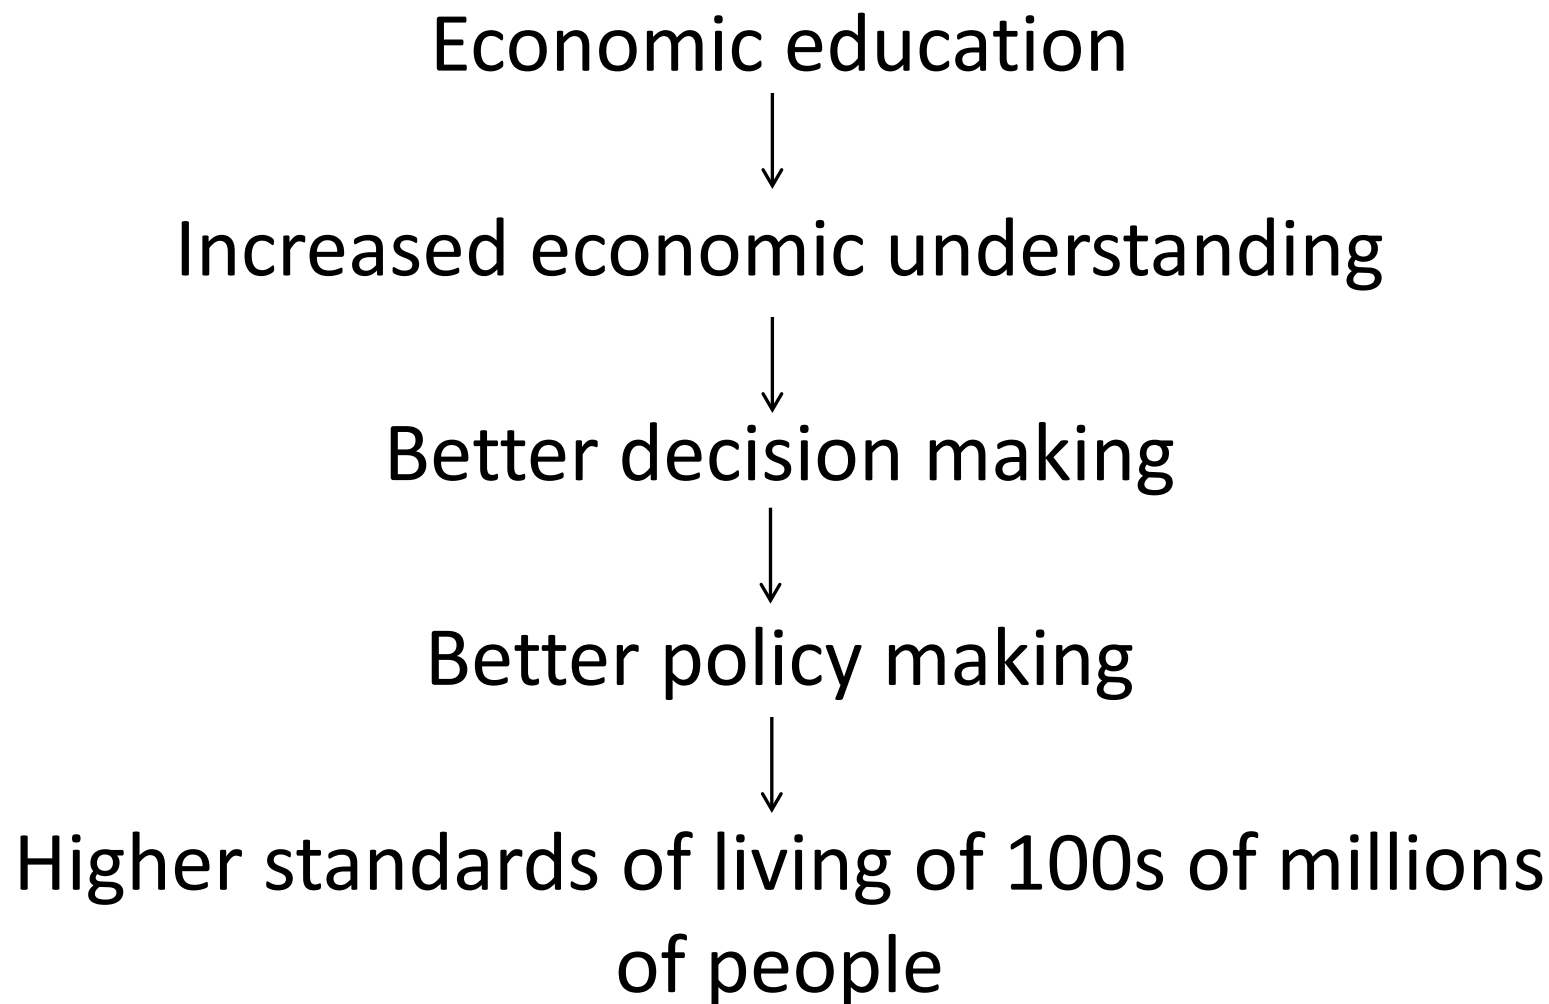 Economic education
Increased economic understanding
Better decision making
Better policy making
Higher standards of living of 100s of millions
of people